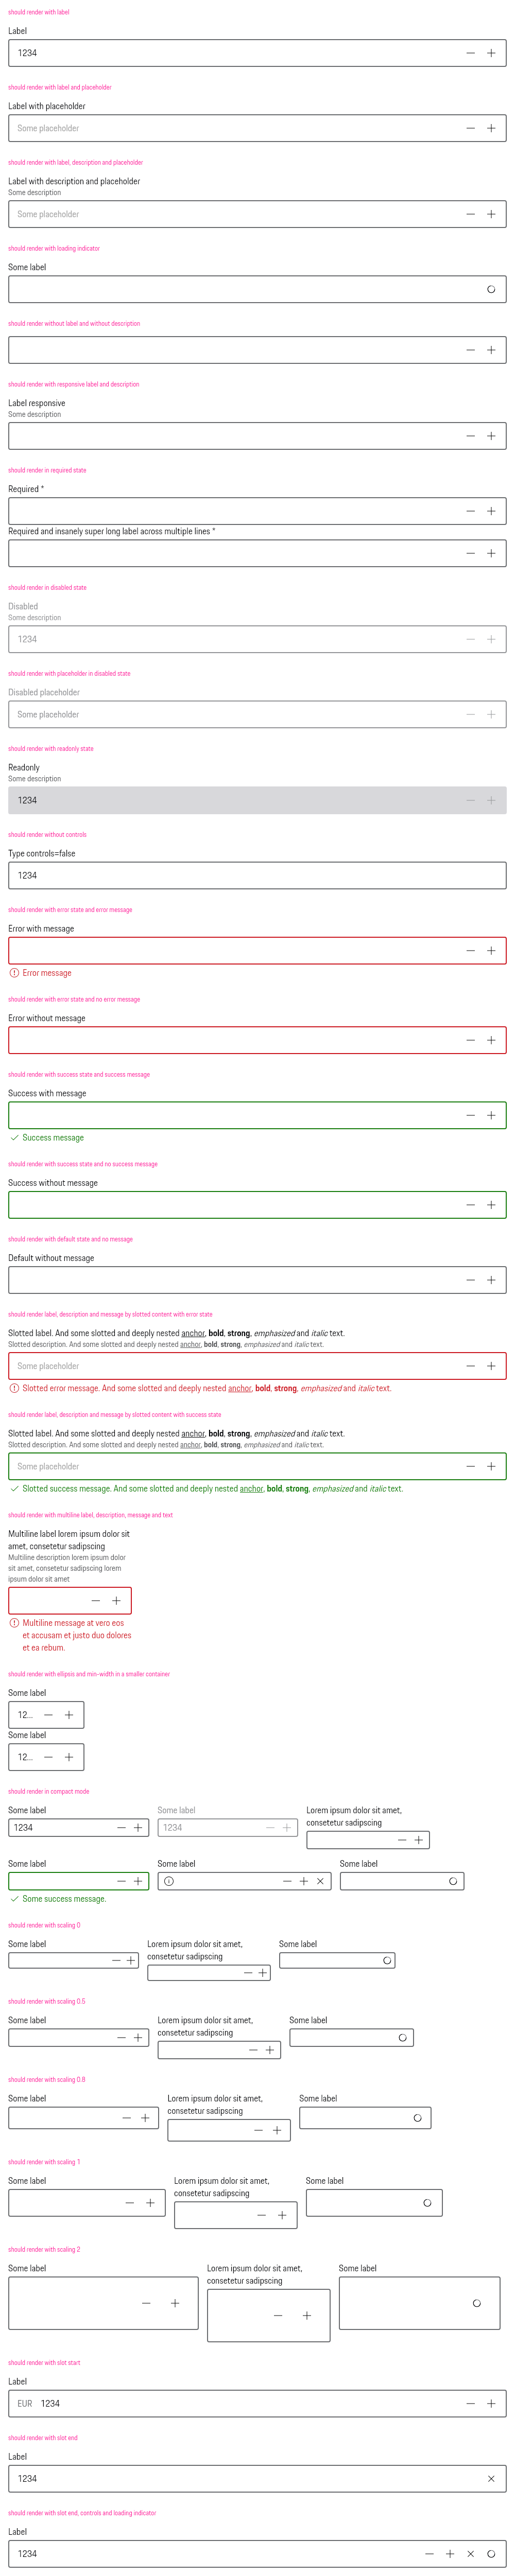 should render with label
Label
1234
should render with label and placeholder
Label with placeholder
Some placeholder
should render with label, description and placeholder
Label with description and placeholder
Some description
Some placeholder
should render with loading indicator
Some label
should render without label and without description
should render with responsive label and description
Label responsive
Some description
should render in required state
Required *
Required and insanely super long label across multiple lines *
should render in disabled state
Disabled
Some description
1234
should render with placeholder in disabled state
Disabled placeholder
Some placeholder
should render with readonly state
Readonly
Some description
1234
should render without controls
Type controls=false
1234
should render with error state and error message
Error with message
Error message
should render with error state and no error message
Error without message
should render with success state and success message
Success with message
Success message
should render with success state and no success message
Success without message
should render with default state and no message
Default without message
should render label, description and message by slotted content with error state
Slotted label. And some slotted and deeply nested anchor, bold, strong, emphasized and italic text.
Slotted description. And some slotted and deeply nested anchor, bold, strong, emphasized and italic text.
Some placeholder
Slotted error message. And some slotted and deeply nested anchor, bold, strong, emphasized and italic text.
should render label, description and message by slotted content with success state
Slotted label. And some slotted and deeply nested anchor, bold, strong, emphasized and italic text.
Slotted description. And some slotted and deeply nested anchor, bold, strong, emphasized and italic text.
Some placeholder
Slotted success message. And some slotted and deeply nested anchor, bold, strong, emphasized and italic text.
should render with multiline label, description, message and text
Multiline label lorem ipsum dolor sit
amet, consetetur sadipscing
Multiline description lorem ipsum dolor
sit amet, consetetur sadipscing lorem
ipsum dolor sit amet
Multiline message at vero eos
et accusam et justo duo dolores
et ea rebum.
should render with ellipsis and min-width in a smaller container
Some label
12...
Some label
12...
should render in compact mode
Some label
1234
Some label
1234
Lorem ipsum dolor sit amet,
consetetur sadipscing
Some label
Some success message.
Some label
Some label
should render with scaling 0
Some label
Lorem ipsum dolor sit amet,
consetetur sadipscing
Some label
should render with scaling 0.5
Some label
Lorem ipsum dolor sit amet,
consetetur sadipscing
Some label
should render with scaling 0.8
Some label
Lorem ipsum dolor sit amet,
consetetur sadipscing
Some label
should render with scaling 1
Some label
Lorem ipsum dolor sit amet,
consetetur sadipscing
Some label
should render with scaling 2
Some label
Lorem ipsum dolor sit amet,
consetetur sadipscing
Some label
should render with slot start
Label
EUR 1234
should render with slot end
Label
1234
should render with slot end, controls and loading indicator
Label
1234